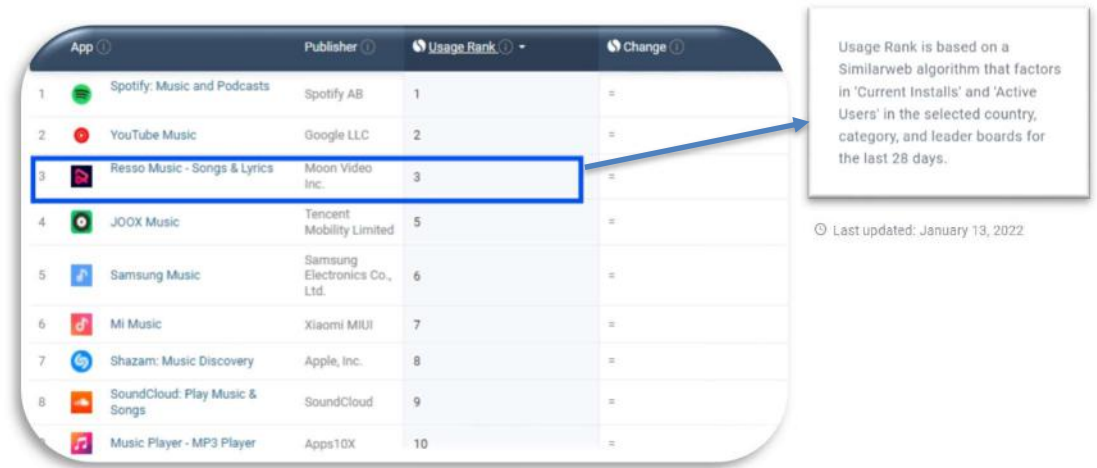 App Publisher Usage Rank Change
1 Spotify: Music and Podcasts Spotify AB 1 =
2 YouTube Music Google LLC 2 =
3 Resso Music - Songs & Lyrics Moon Video
Inc. 3 =
4 JOOX Music Tencent
Mobility Limited 5 =
5 Samsung Music Samsung
Electronics Co.,
Ltd. 6 =
6 Mi Music Xiaomi MIUI 7 =
7 Shazam: Music Discovery Apple, Inc. 8 =
8 SoundCloud: Play Music &
Songs SoundCloud 9 =
Music Player - MP3 Player Apps10X 10 =
Usage Rank is based on a
Similarweb algorithm that factors
in 'Current Installs' and 'Active
Users' in the selected country,
category, and leader boards for
the last 28 days.
Last updated: January 13, 2022